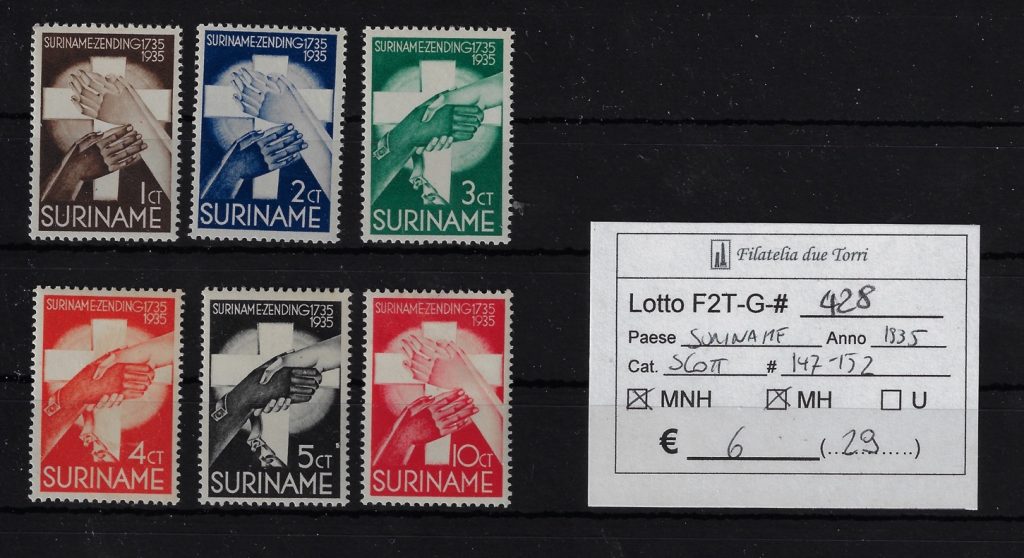 SURINAME-ZENDING 1735
1935
1 CT
SURINAME
SURINAME-ZENDING 1735
1935
2 CT
SURINAME
SURINAME-ZENDING 1735
1935
3 CT
SURINAME
SURINAME-ZENDING 1735
1935
4 CT
SURINAME
SURINAME-ZENDING 1735
1935
5 CT
SURINAME
SURINAME-ZENDING 1735
1935
10 CT
SURINAME
Filatelia due Torri
Lotto F2T-G-# 428
Paese SURINAME Anno 1935
Cat. SCOTT # 147-152
☒ MNH ☒ MH ☐ U
€ 6 (..29.....)